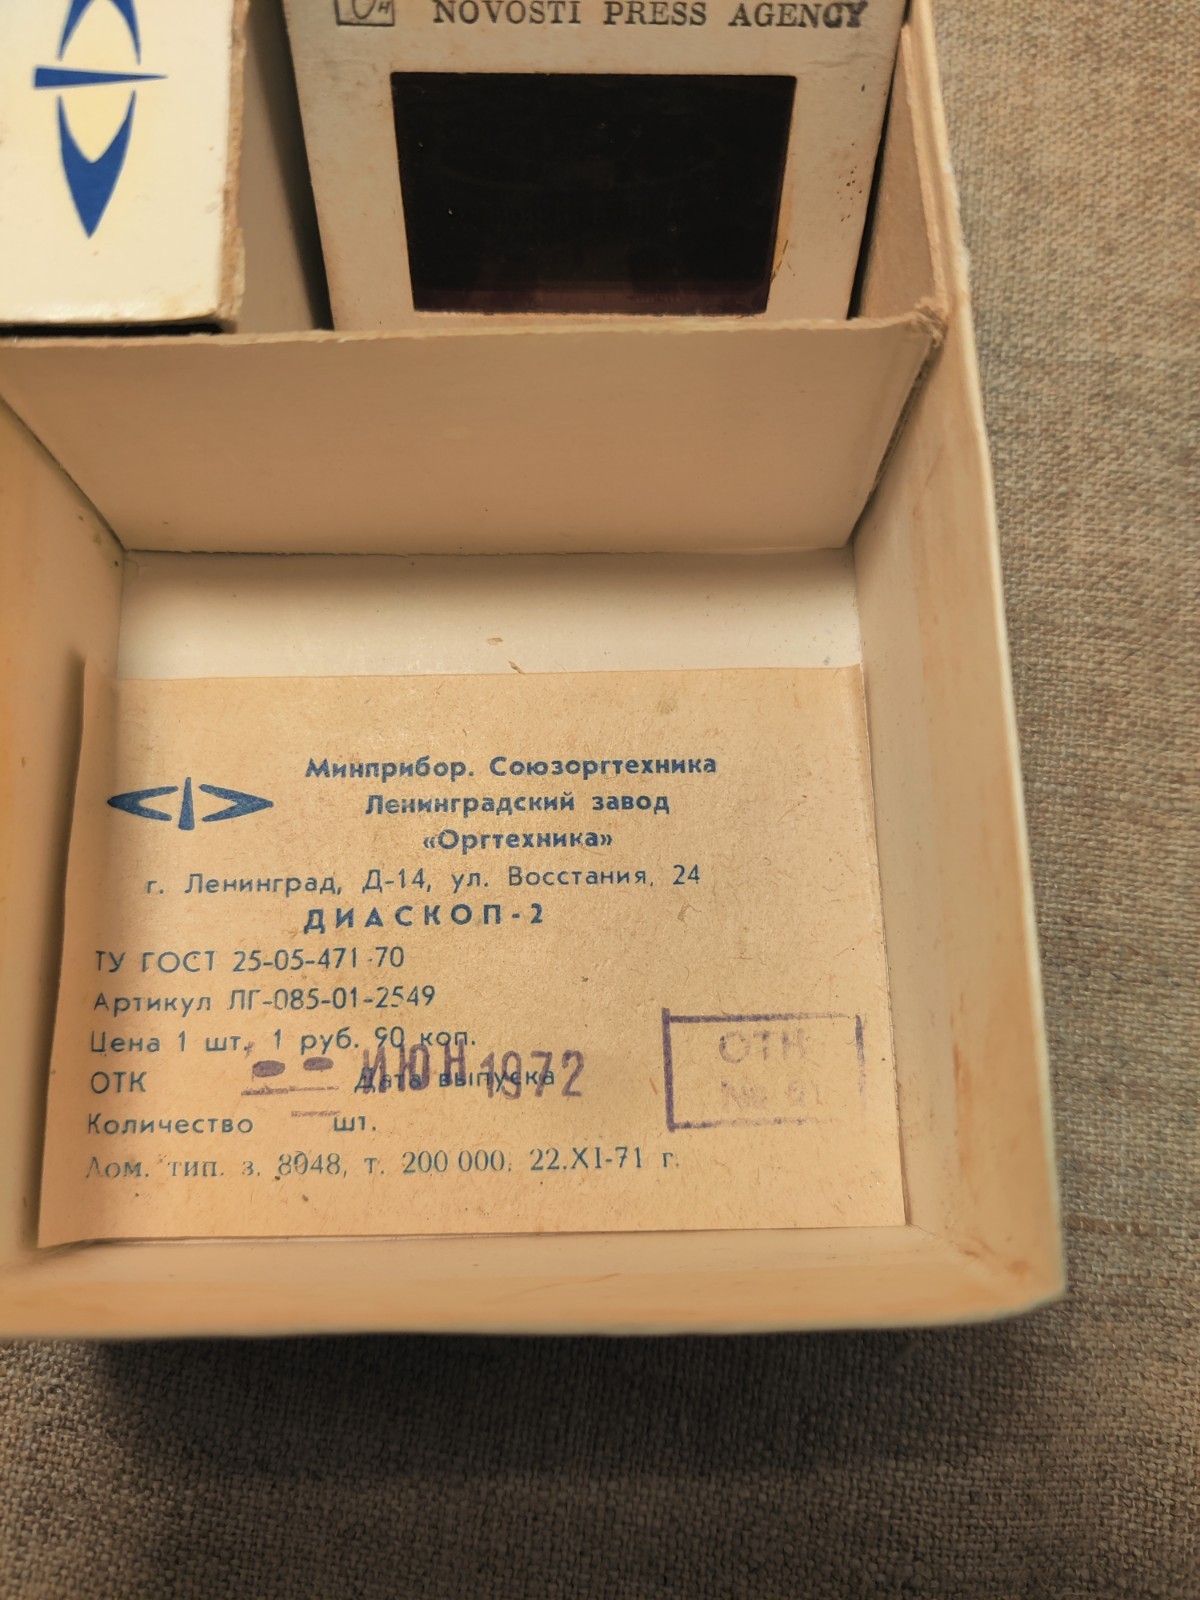 NOVOSTI PRESS AGENCY
Минприбор. Союзоргтехника
Ленинградский завод
«Оргтехника»
г. Ленинград, Д-14, ул. Восстания, 24
ДИАСКОП-2
ТУ ГОСТ 25-05-471-70
Артикул ЛГ-085-01-2549
Цена 1 шт. 1 руб. 90 коп.
ОТК Дата выпуска
ИЮН 1972
ОТК
Количество шт.
Лом. тип. з. 8048, т. 200 000. 22.XI-71 г.